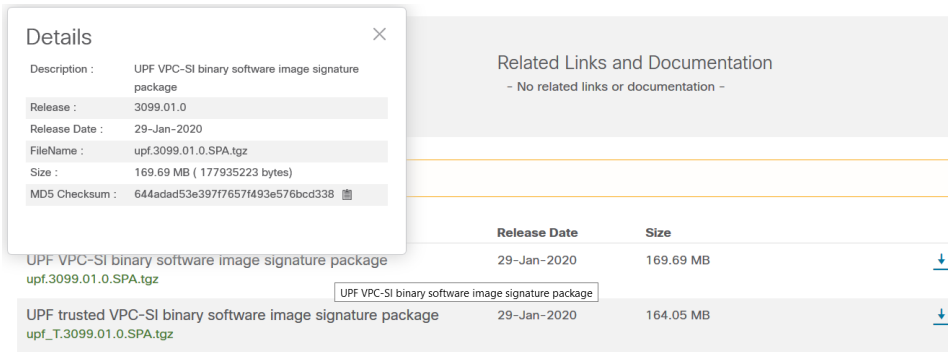 Details
Description : UPF VPC-SI binary software image signature
package
Release : 3099.01.0
Release Date : 29-Jan-2020
FileName : upf.3099.01.0.SPA.tgz
Size : 169.69 MB ( 177935223 bytes)
MD5 Checksum : 644adad53e397f7657f493e576bcd338
Related Links and Documentation
- No related links or documentation -
Release Date Size
UPF VPC-SI binary software image signature package 29-Jan-2020 169.69 MB
upf.3099.01.0.SPA.tgz
UPF VPC-SI binary software image signature package
UPF trusted VPC-SI binary software image signature package 29-Jan-2020 164.05 MB
upf_T.3099.01.0.SPA.tgz